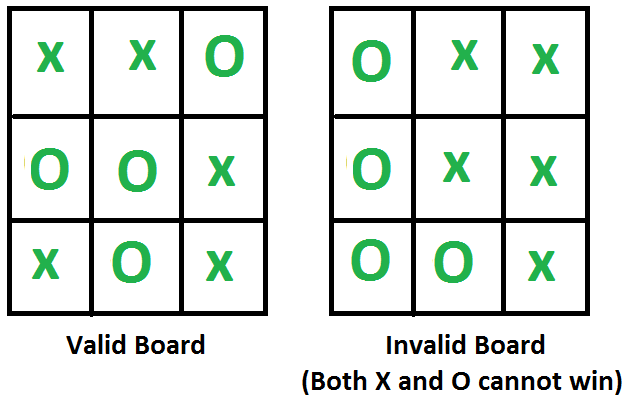 X X O
O O X
X O X
Valid Board
O X X
O X X
O O X
Invalid Board
(Both X and O cannot win)